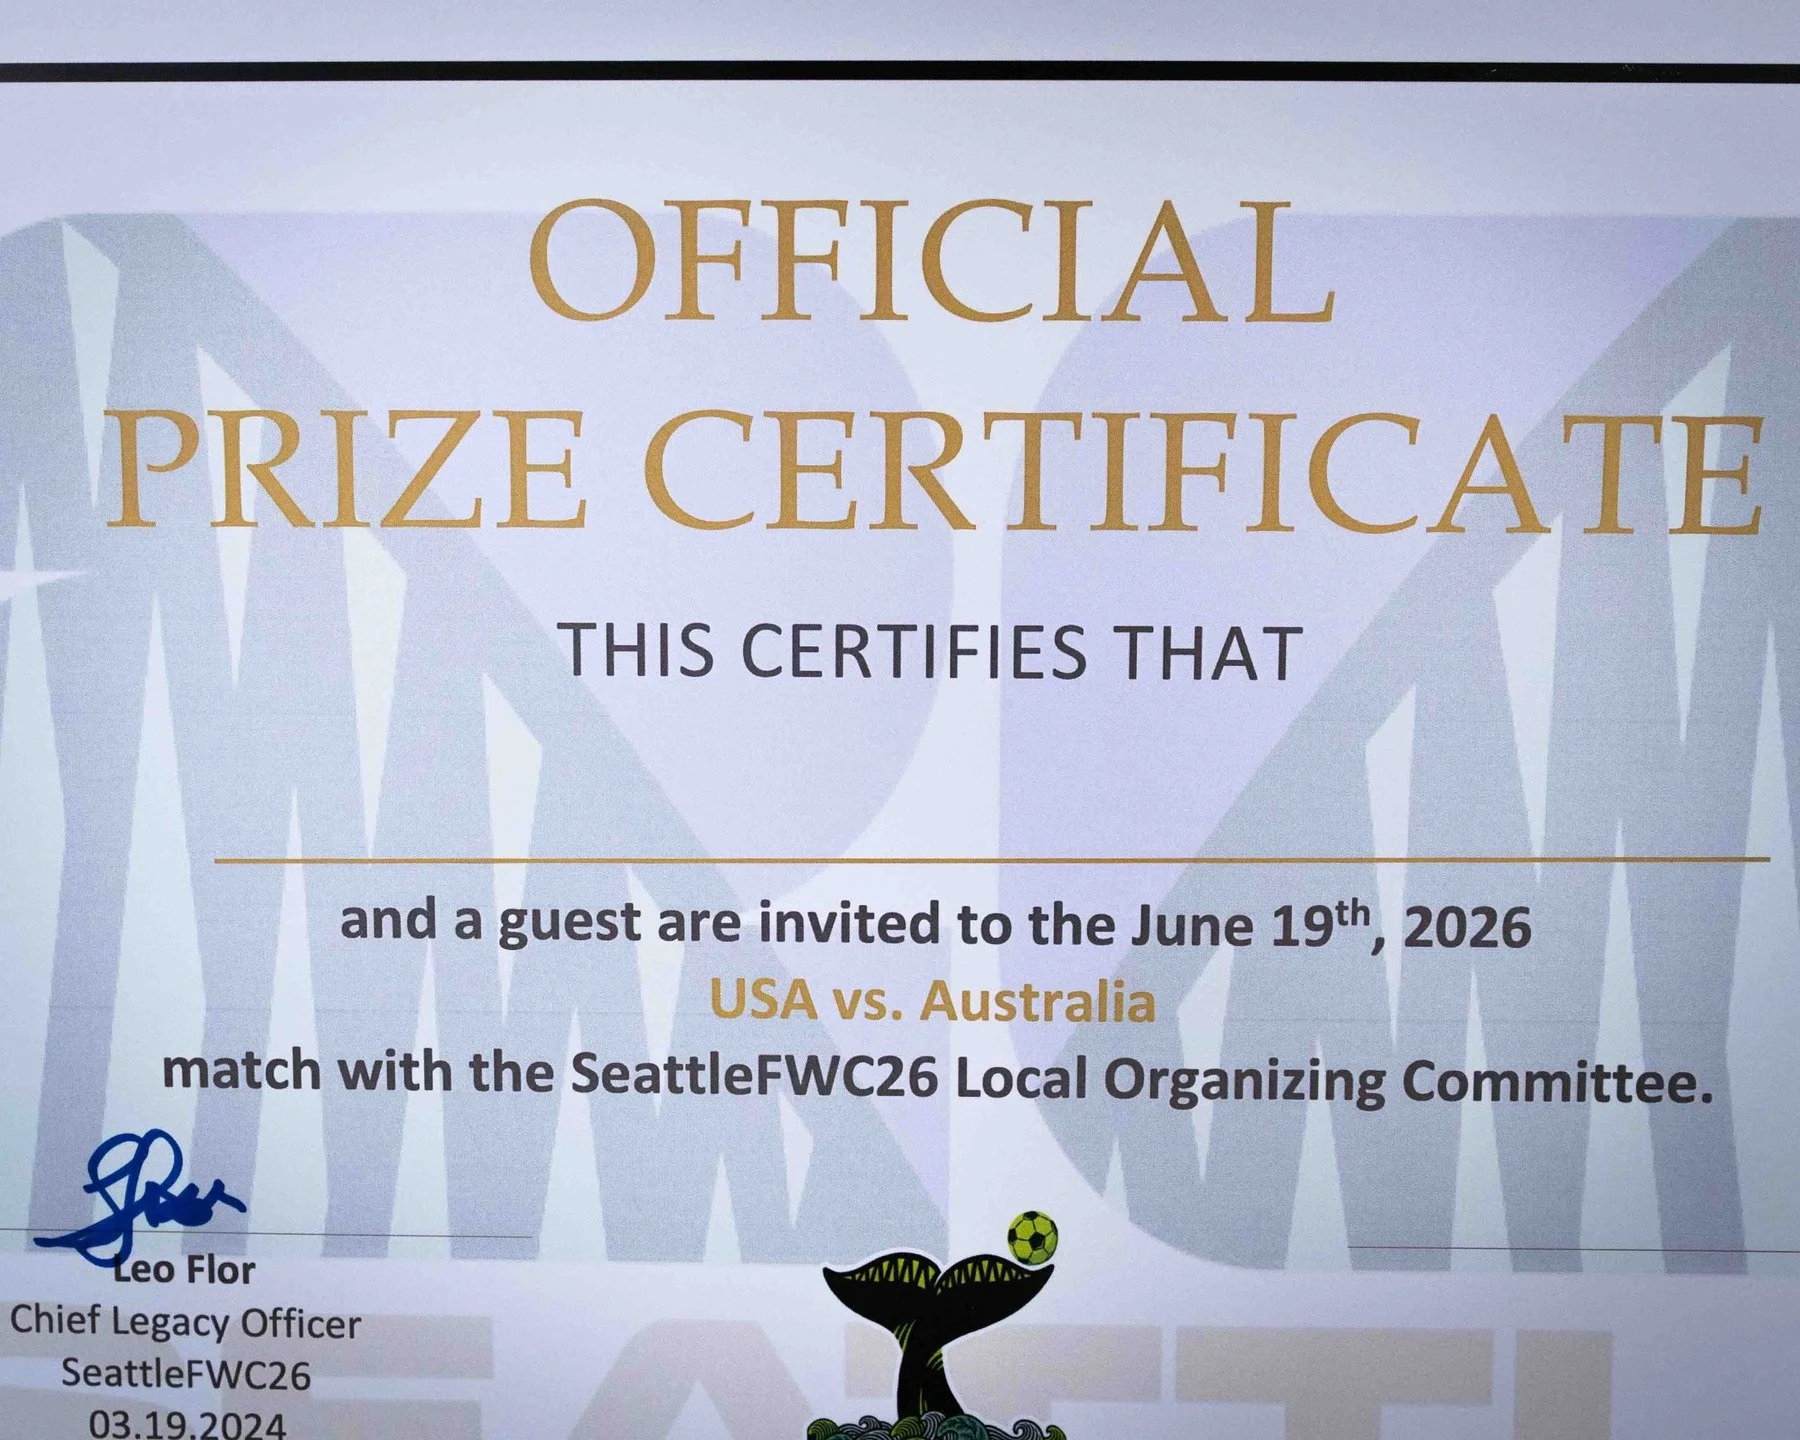 OFFICIAL
PRIZE CERTIFICATE
THIS CERTIFIES THAT
and a guest are invited to the June 19th, 2026
USA vs. Australia
match with the SeattleFWC26 Local Organizing Committee.
Leo Flor
Chief Legacy Officer
SeattleFWC26
03.19.2024